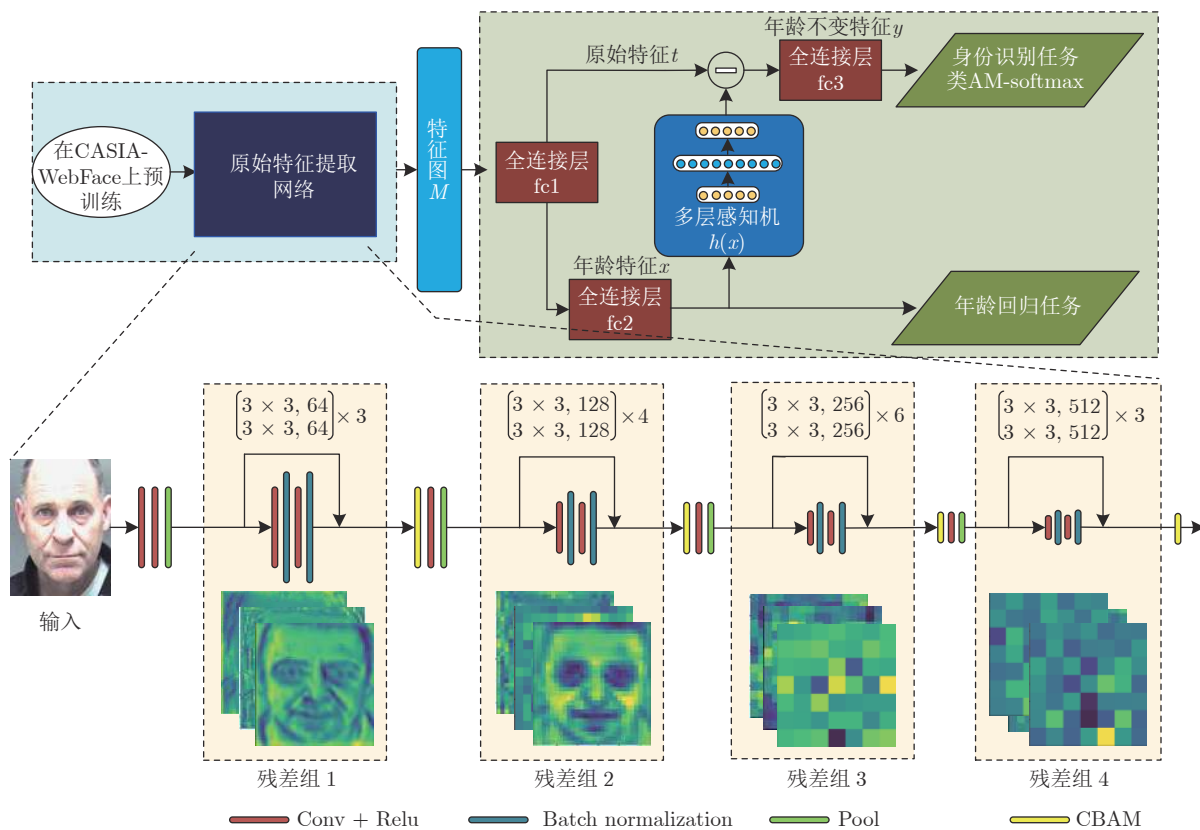 在CASIA-
WebFace上预
训练
原始特征提取
网络
特征图M
全连接层
fc1
原始特征t
年龄不变特征y
全连接层
fc3
身份识别任务
类AM-softmax
多层感知机
h(x)
年龄特征x
全连接层
fc2
年龄回归任务
3 × 3, 64
3 × 3, 64
×3
3 × 3, 128
3 × 3, 128
×4
3 × 3, 256
3 × 3, 256
×6
3 × 3, 512
3 × 3, 512
×3
输入
残差组 1
残差组 2
残差组 3
残差组 4
Conv + Relu
Batch normalization
Pool
CBAM